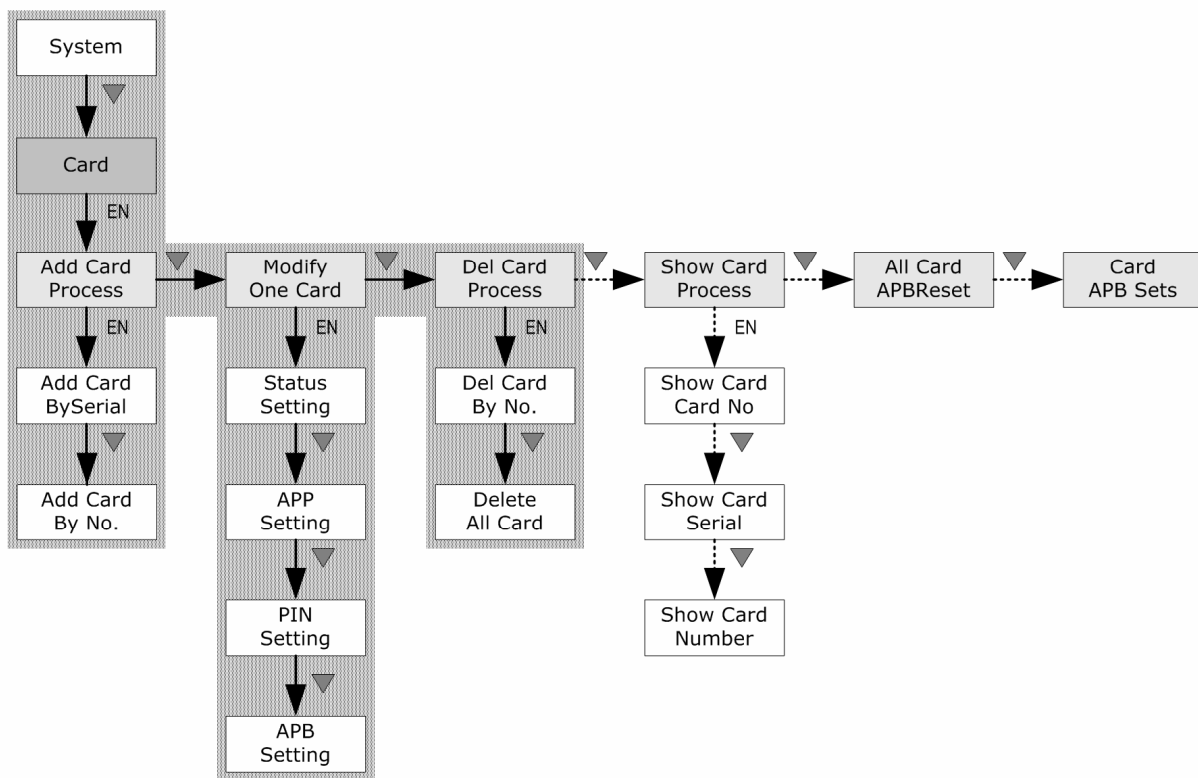 System
Card
EN
Add Card
Process
Modify
One Card
Del Card
Process
Show Card
Process
All Card
APBReset
Card
APB Sets
EN
EN
EN
EN
Add Card
BySerial
Status
Setting
Del Card
By No.
Show Card
Card No
Add Card
By No.
APP
Setting
Delete
All Card
Show Card
Serial
PIN
Setting
Show Card
Number
APB
Setting